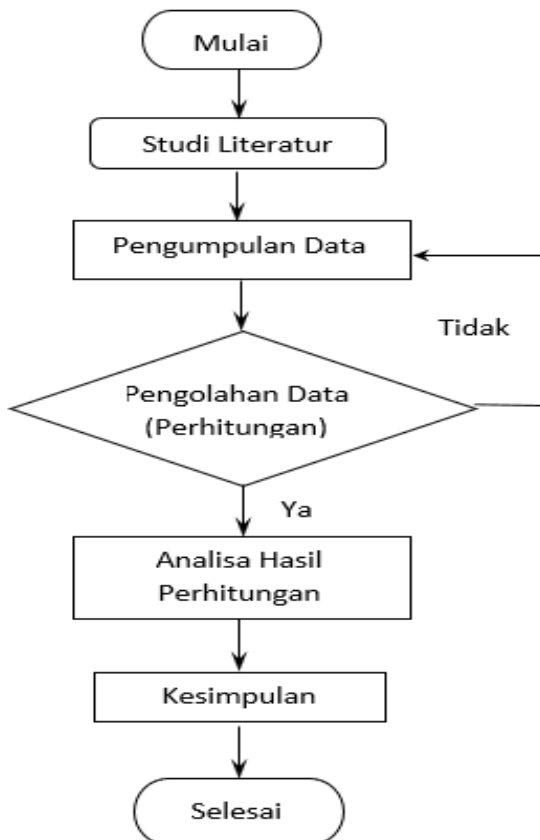 Mulai
Studi Literatur
Pengumpulan Data
Tidak
Pengolahan Data
(Perhitungan)
Ya
Analisa Hasil
Perhitungan
Kesimpulan
Selesai